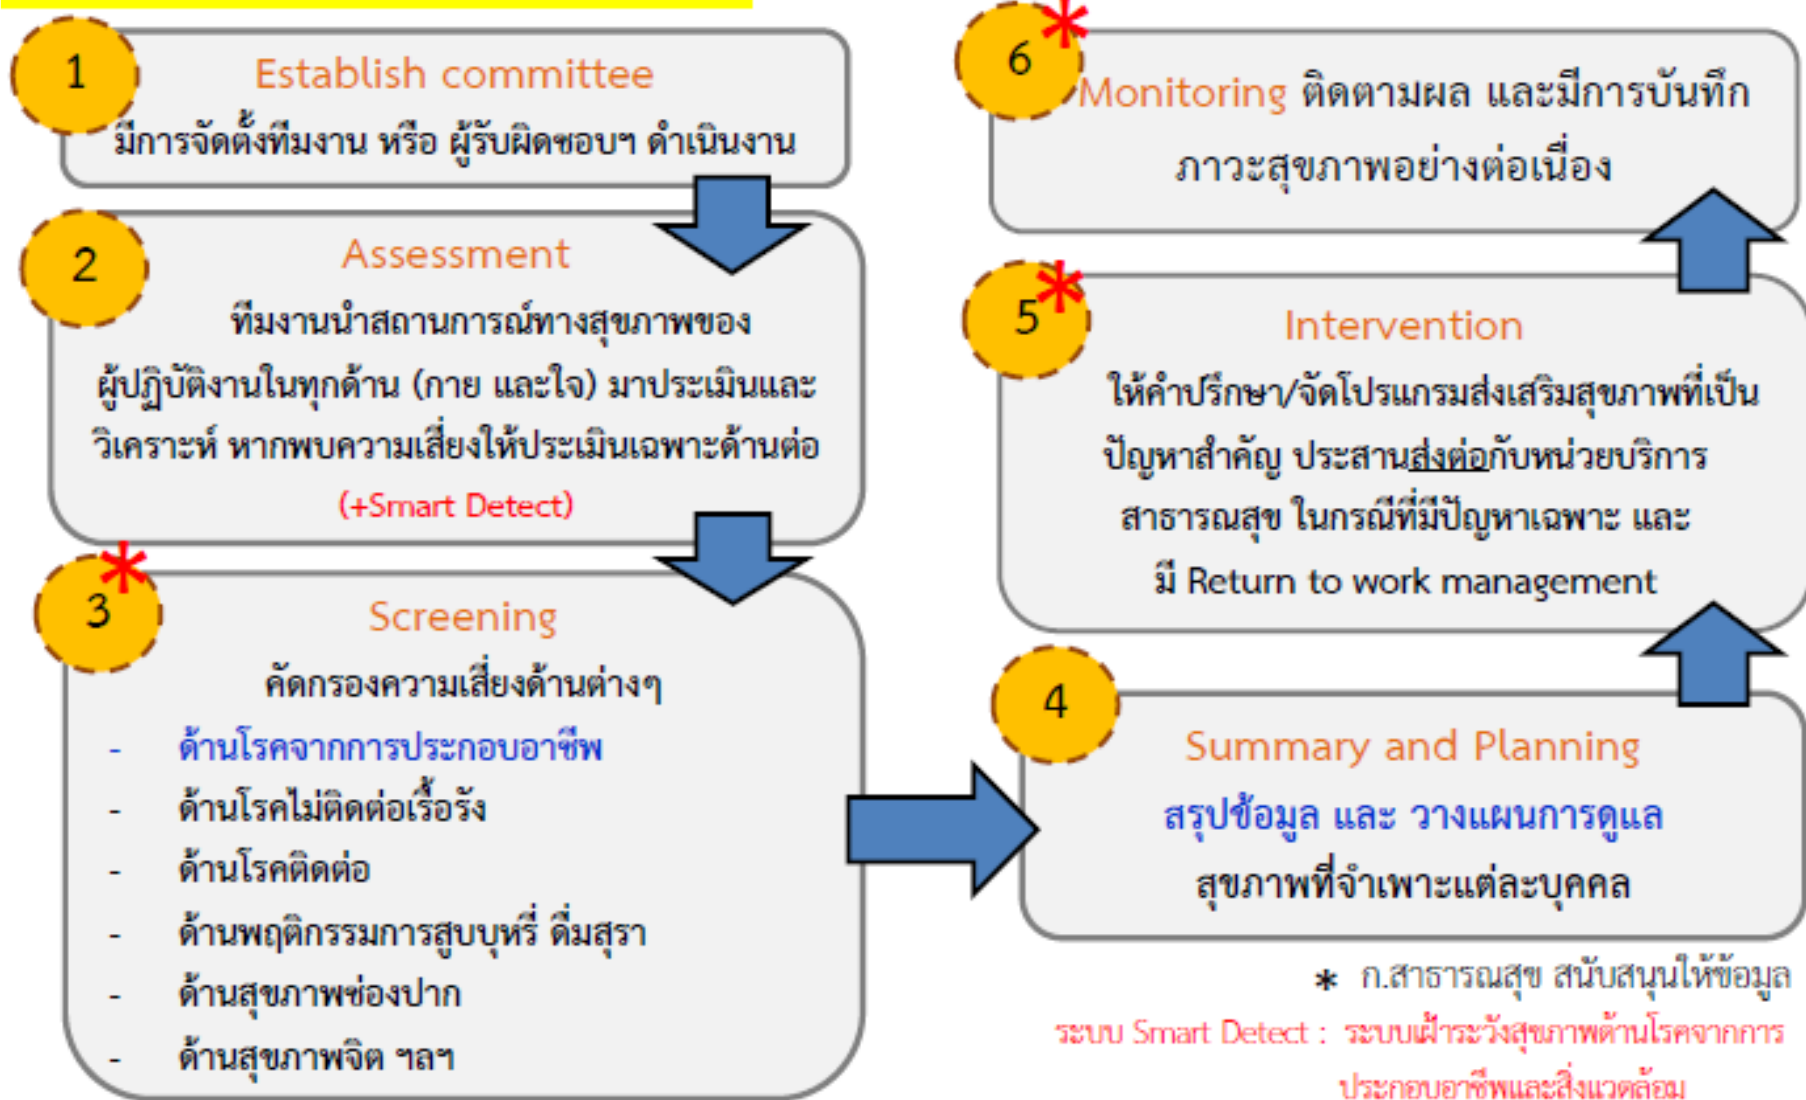 1
Establish committee
มีการจัดตั้งทีมงาน หรือ ผู้รับผิดชอบฯ ดำเนินงาน
2
Assessment
ทีมงานนำสถานการณ์ทางสุขภาพของ
ผู้ปฏิบัติงานในทุกด้าน (กาย และใจ) มาประเมินและ
วิเคราะห์ หากพบความเสี่ยงให้ประเมินเฉพาะด้านต่อ
(+Smart Detect)
3*
Screening
คัดกรองความเสี่ยงด้านต่างๆ
- ด้านโรคจากการประกอบอาชีพ
- ด้านโรคไม่ติดต่อเรื้อรัง
- ด้านโรคติดต่อ
- ด้านพฤติกรรมการสูบบุหรี่ ดื่มสุรา
- ด้านสุขภาพช่องปาก
- ด้านสุขภาพจิต ฯลฯ
4
Summary and Planning
สรุปข้อมูล และ วางแผนการดูแล
สุขภาพที่จำเพาะแต่ละบุคคล
5*
Intervention
ให้คำปรึกษา/จัดโปรแกรมส่งเสริมสุขภาพที่เป็น
ปัญหาสำคัญ ประสานส่งต่อกับหน่วยบริการ
สาธารณสุข ในกรณีที่มีปัญหาเฉพาะ และ
มี Return to work management
6*
Monitoring ติดตามผล และมีการบันทึก
ภาวะสุขภาพอย่างต่อเนื่อง
* ก.สาธารณสุข สนับสนุนให้ข้อมูล
ระบบ Smart Detect : ระบบเฝ้าระวังสุขภาพด้านโรคจากการ
ประกอบอาชีพและสิ่งแวดล้อม